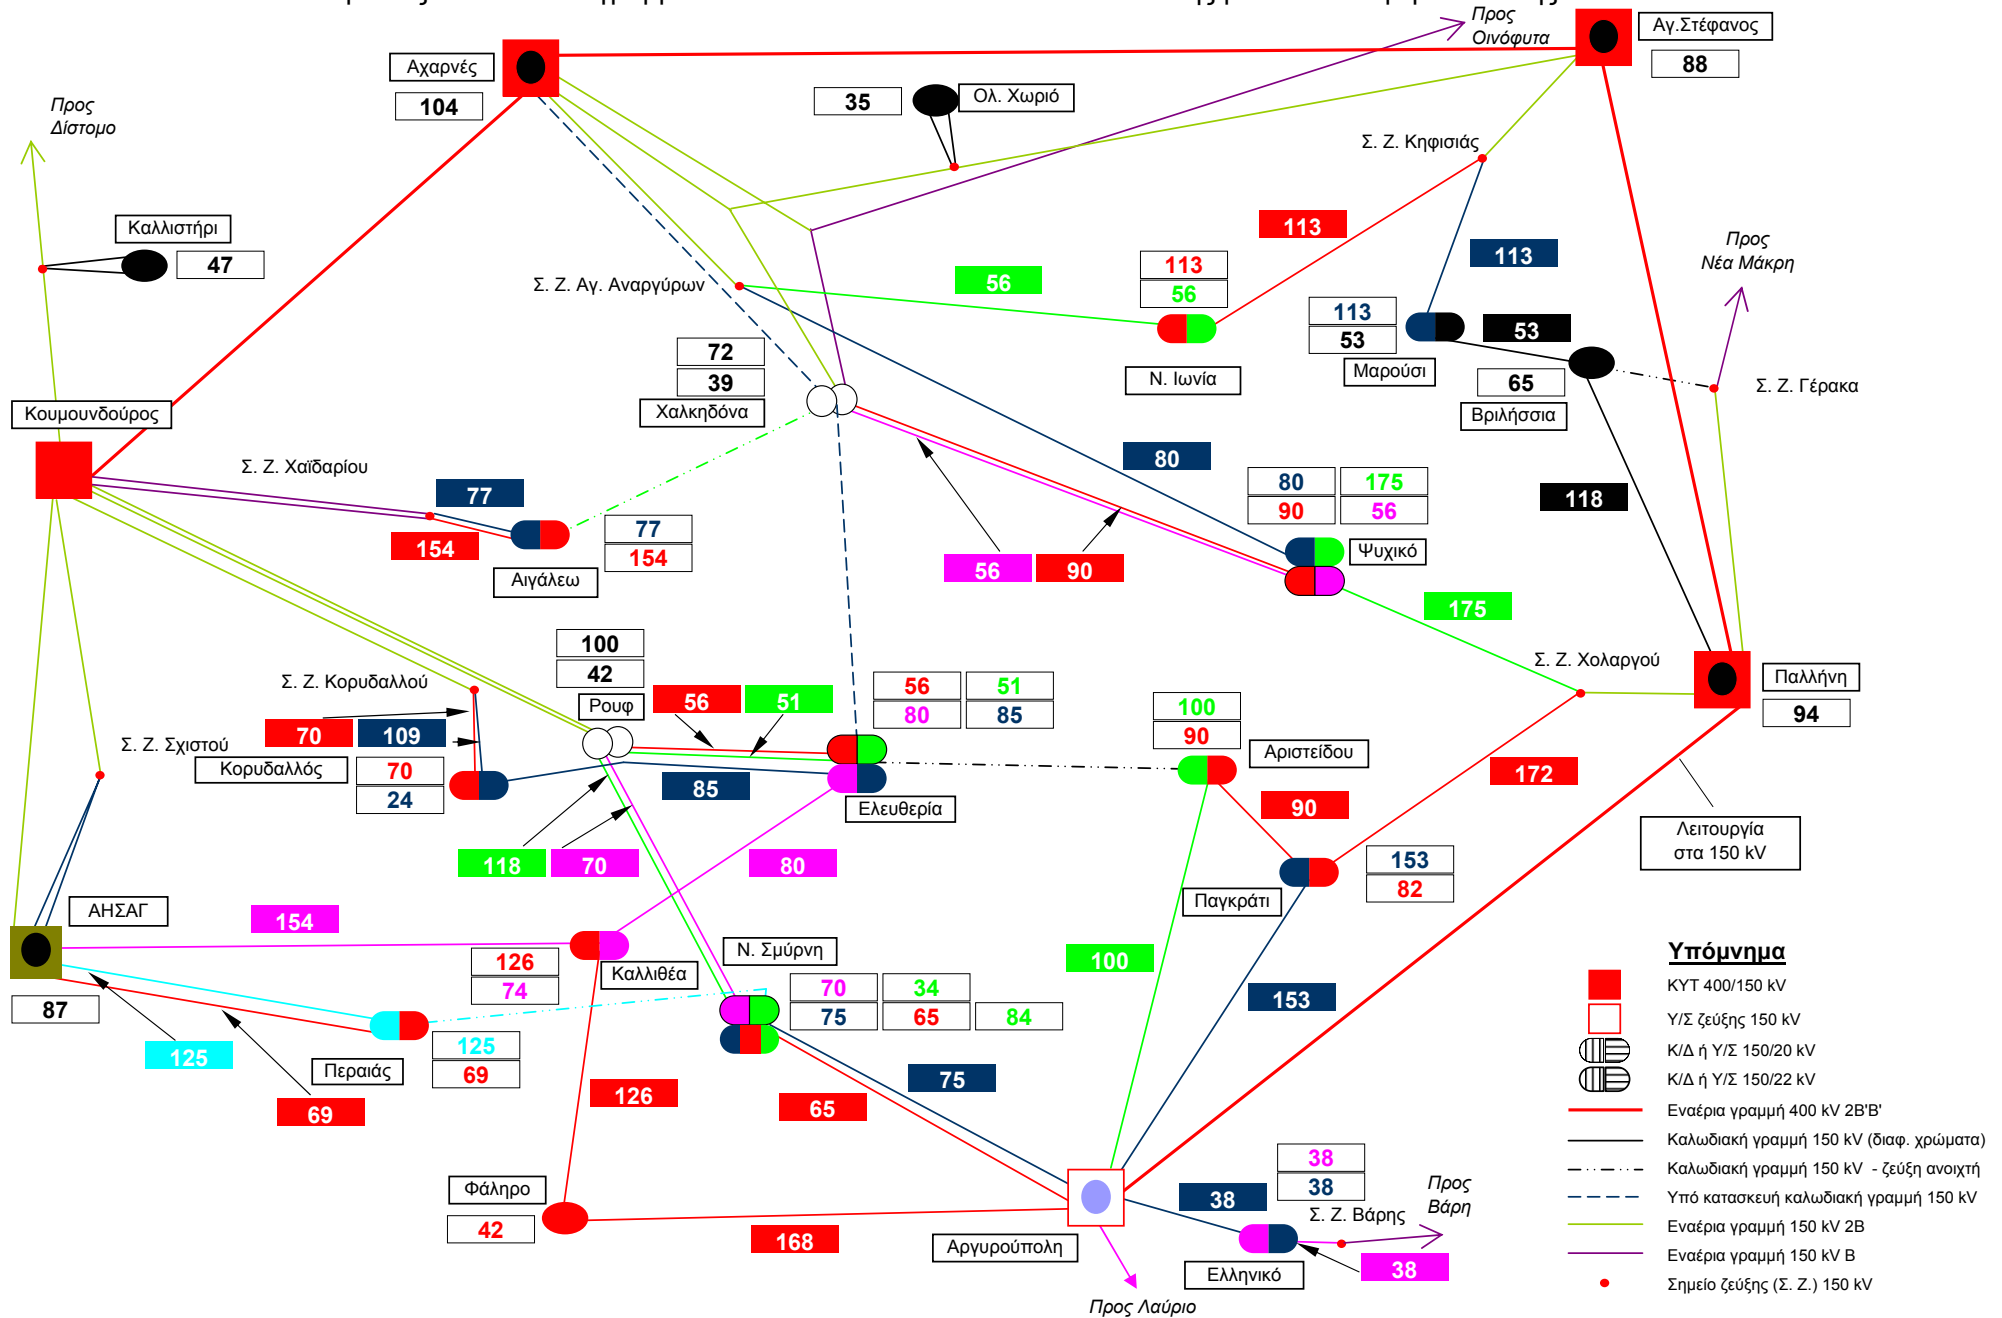 Προς
Οινόφυτα
Αγ.Στέφανος
88
Αχαρνές
104
35
Ολ. Χωριό
Προς
Δίστομο
Σ. Ζ. Κηφισιάς
Καλλιστήρι
47
113
113
Προς
Νέα Μάκρη
Σ. Ζ. Αγ. Αναργύρων
56
113
56
113
53
53
Μαρούσι
72
39
Χαλκηδόνα
Ν. Ιωνία
65
Βριλήσσια
Σ. Ζ. Γέρακα
Κουμουνδούρος
Σ. Ζ. Χαϊδαρίου
77
154
77
154
Αιγάλεω
80
80
175
90
56
Ψυχικό
118
56
90
175
100
42
Ρουφ
Σ. Ζ. Κορυδαλλού
56
51
56
51
80
85
Σ. Ζ. Χολαργού
Παλλήνη
94
Σ. Ζ. Σχιστού
70
109
Κορυδαλλός
70
24
85
Ελευθερία
100
90
Αριστείδου
172
90
Λειτουργία
στα 150 kV
118
70
80
153
82
Παγκράτι
ΑΗΣΑΓ
154
87
126
74
Καλλιθέα
Ν. Σμύρνη
70
34
75
65
84
100
153
125
69
Περαιάς
125
69
126
65
75
Φάληρο
42
168
Αργυρούπολη
38
38
38
Σ. Ζ. Βάρης
Προς
Βάρη
Ελληνικό
38
Προς Λαύριο
Υπόμνημα
ΚΥΤ 400/150 kV
Υ/Σ ζεύξης 150 kV
Κ/Δ ή Υ/Σ 150/20 kV
Κ/Δ ή Υ/Σ 150/22 kV
Εναέρια γραμμή 400 kV 2Β'Β'
Καλωδιακή γραμμή 150 kV (διαφ. χρώματα)
Καλωδιακή γραμμή 150 kV - ζεύξη ανοιχτή
Υπό κατασκευή καλωδιακή γραμμή 150 kV
Εναέρια γραμμή 150 kV 2Β
Εναέρια γραμμή 150 kV Β
Σημείο ζεύξης (Σ. Ζ.) 150 kV